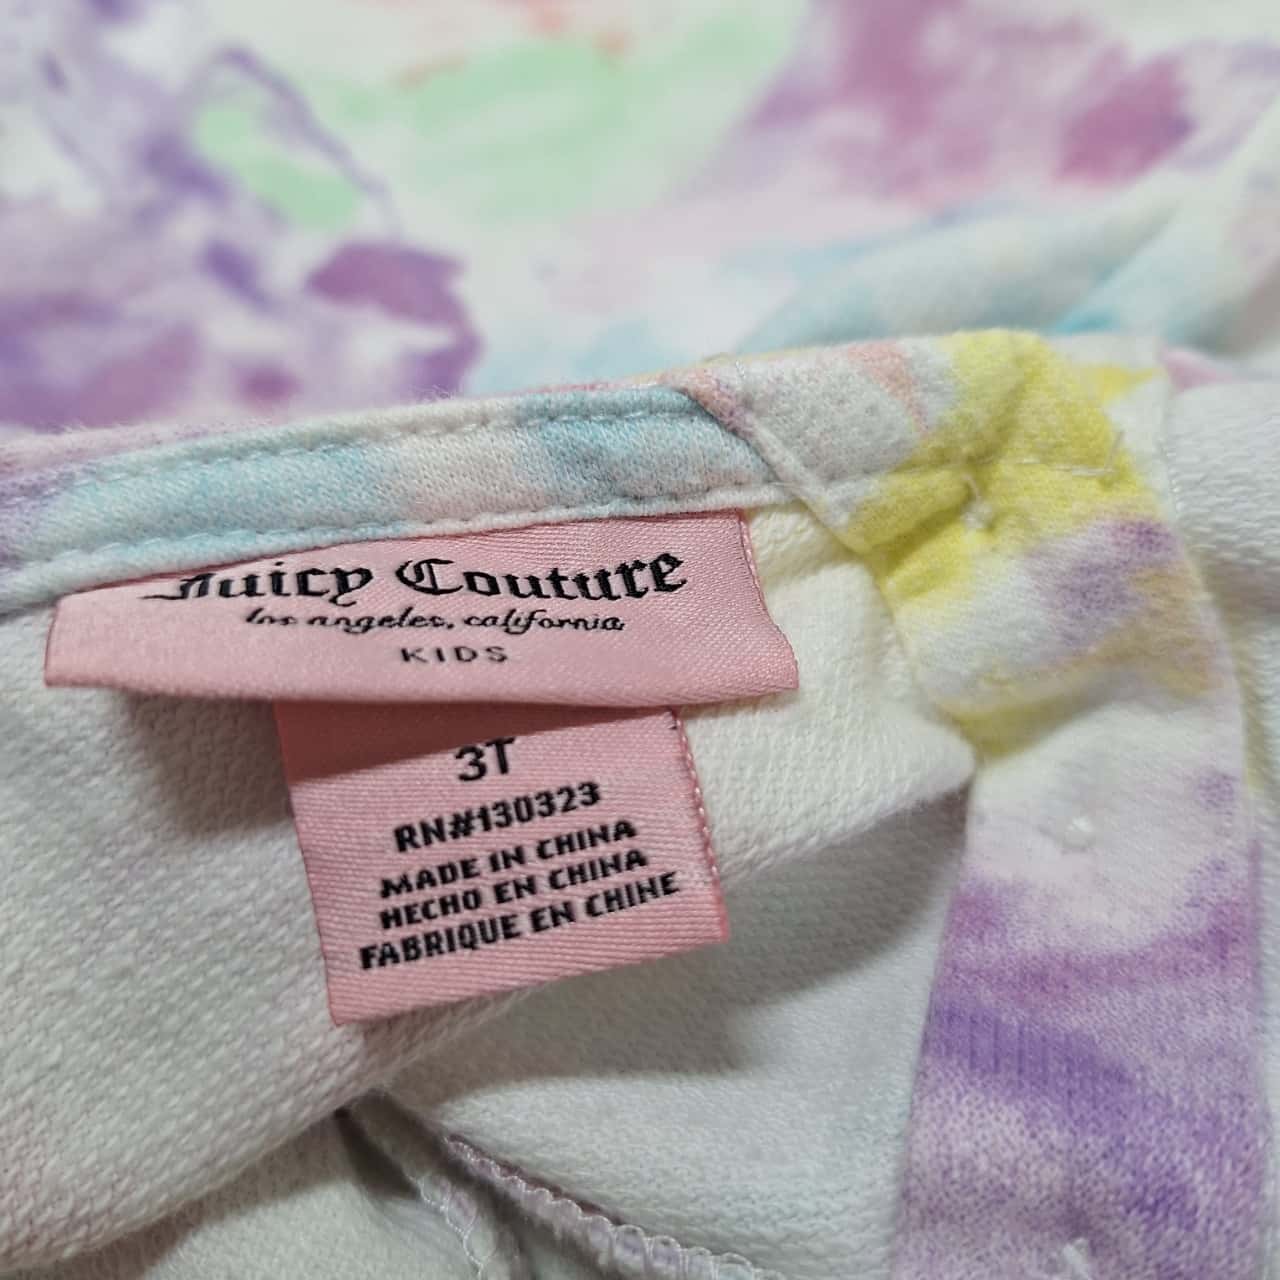 Juicy Couture
los angeles, california
KIDS
3T
RN#130323
MADE IN CHINA
HECHO EN CHINA
FABRIQUE EN CHINE